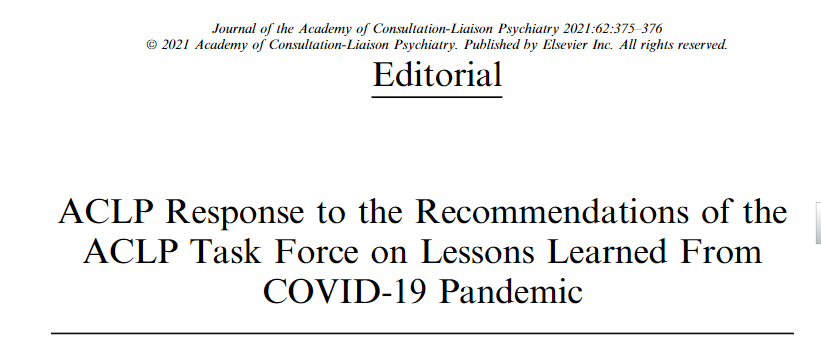 Journal of the Academy of Consultation-Liaison Psychiatry 2021:62:375–376
© 2021 Academy of Consultation-Liaison Psychiatry. Published by Elsevier Inc. All rights reserved.
Editorial
ACLP Response to the Recommendations of the
ACLP Task Force on Lessons Learned From
COVID-19 Pandemic